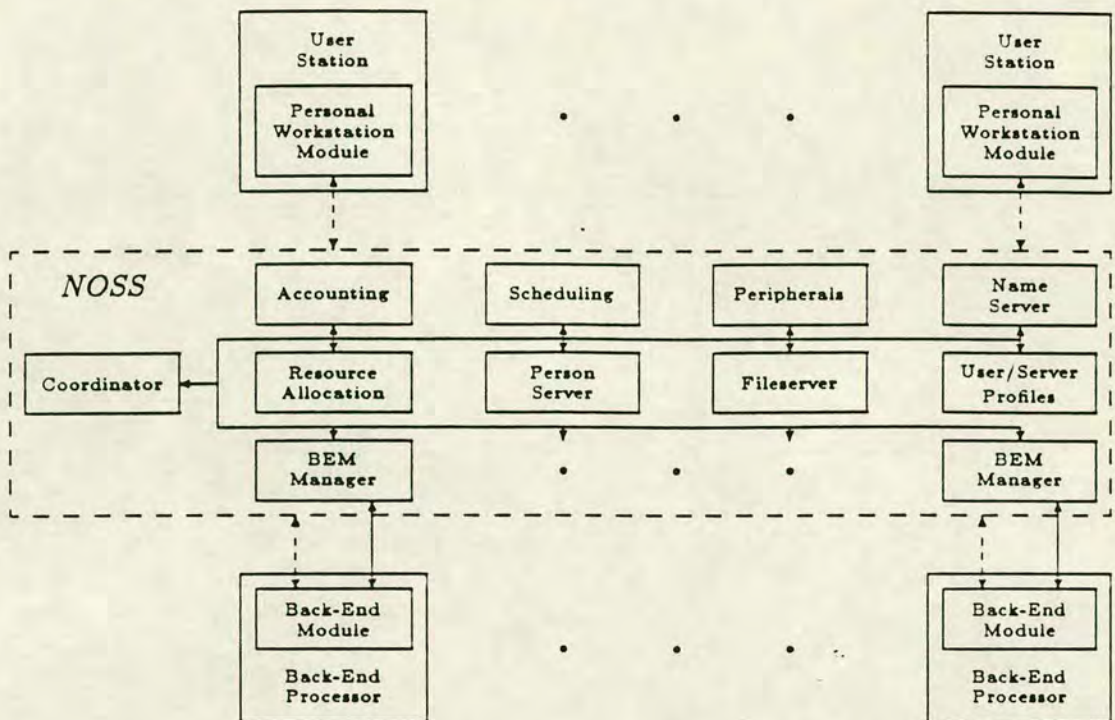 User
Station
Personal
Workstation
Module
User
Station
Personal
Workstation
Module
NOSS
Accounting
Scheduling
Peripherals
Name
Server
Coordinator
Resource
Allocation
Person
Server
Fileserver
User/Server
Profiles
BEM
Manager
BEM
Manager
Back-End
Module
Back-End
Processor
Back-End
Module
Back-End
Processor